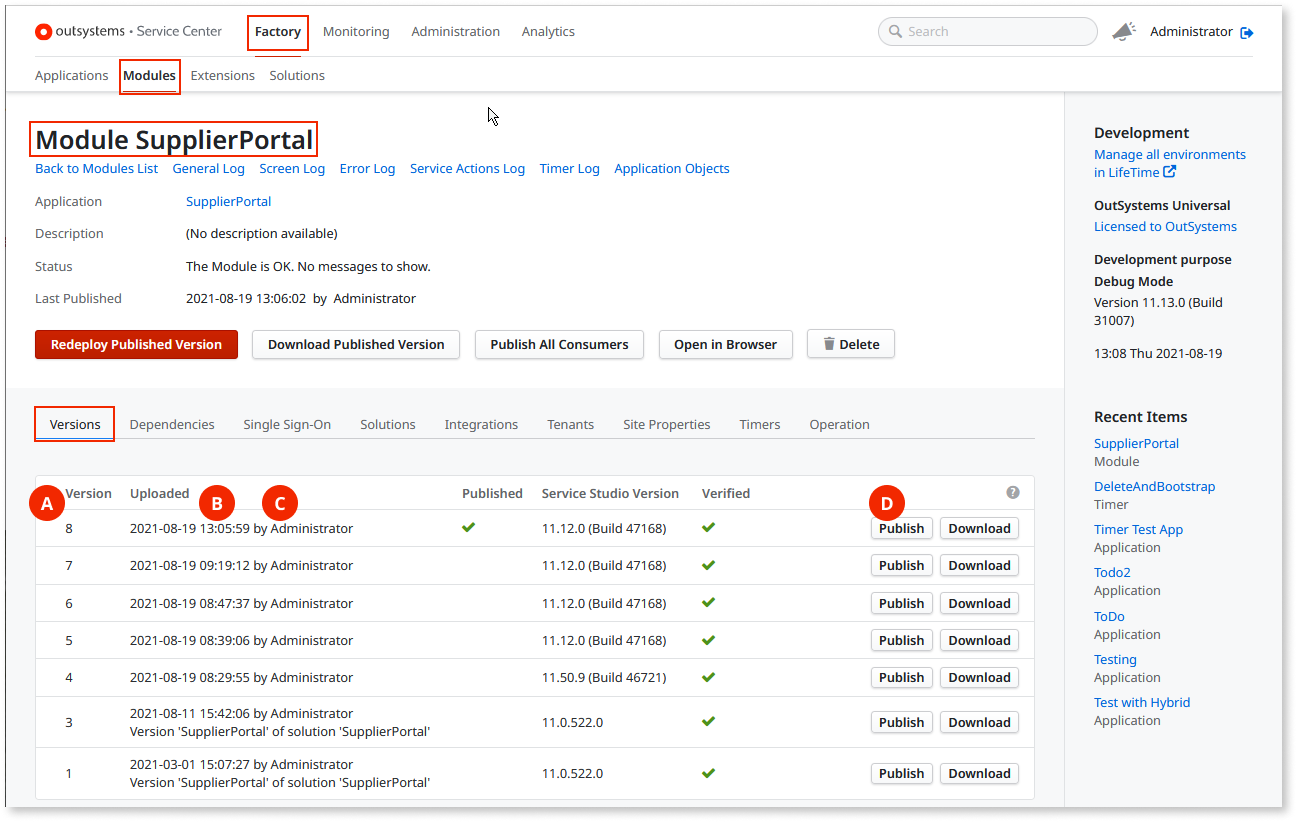 outsystems • Service Center Factory Monitoring Administration Analytics Search Administrator
Applications Modules Extensions Solutions
Module SupplierPortal
Back to Modules List General Log Screen Log Error Log Service Actions Log Timer Log Application Objects
Application SupplierPortal
Description (No description available)
Status The Module is OK. No messages to show.
Last Published 2021-08-19 13:06:02 by Administrator
Redeploy Published Version Download Published Version Publish All Consumers Open in Browser Delete
Versions Dependencies Single Sign-On Solutions Integrations Tenants Site Properties Timers Operation
Version Uploaded Published Service Studio Version Verified ?
A B C D
8 2021-08-19 13:05:59 by Administrator 11.12.0 (Build 47168) Publish Download
7 2021-08-19 09:19:12 by Administrator 11.12.0 (Build 47168) Publish Download
6 2021-08-19 08:47:37 by Administrator 11.12.0 (Build 47168) Publish Download
5 2021-08-19 08:39:06 by Administrator 11.12.0 (Build 47168) Publish Download
4 2021-08-19 08:29:55 by Administrator 11.50.9 (Build 46721) Publish Download
3 2021-08-11 15:42:06 by Administrator 11.0.522.0 Publish Download
Version 'SupplierPortal' of solution 'SupplierPortal'
1 2021-03-01 15:07:27 by Administrator 11.0.522.0 Publish Download
Version 'SupplierPortal' of solution 'SupplierPortal'
Development
Manage all environments
in LifeTime
OutSystems Universal
Licensed to OutSystems
Development purpose
Debug Mode
Version 11.13.0 (Build
31007)
13:08 Thu 2021-08-19
Recent Items
SupplierPortal
Module
DeleteAndBootstrap
Timer
Timer Test App
Application
Todo2
Application
ToDo
Application
Testing
Application
Test with Hybrid
Application